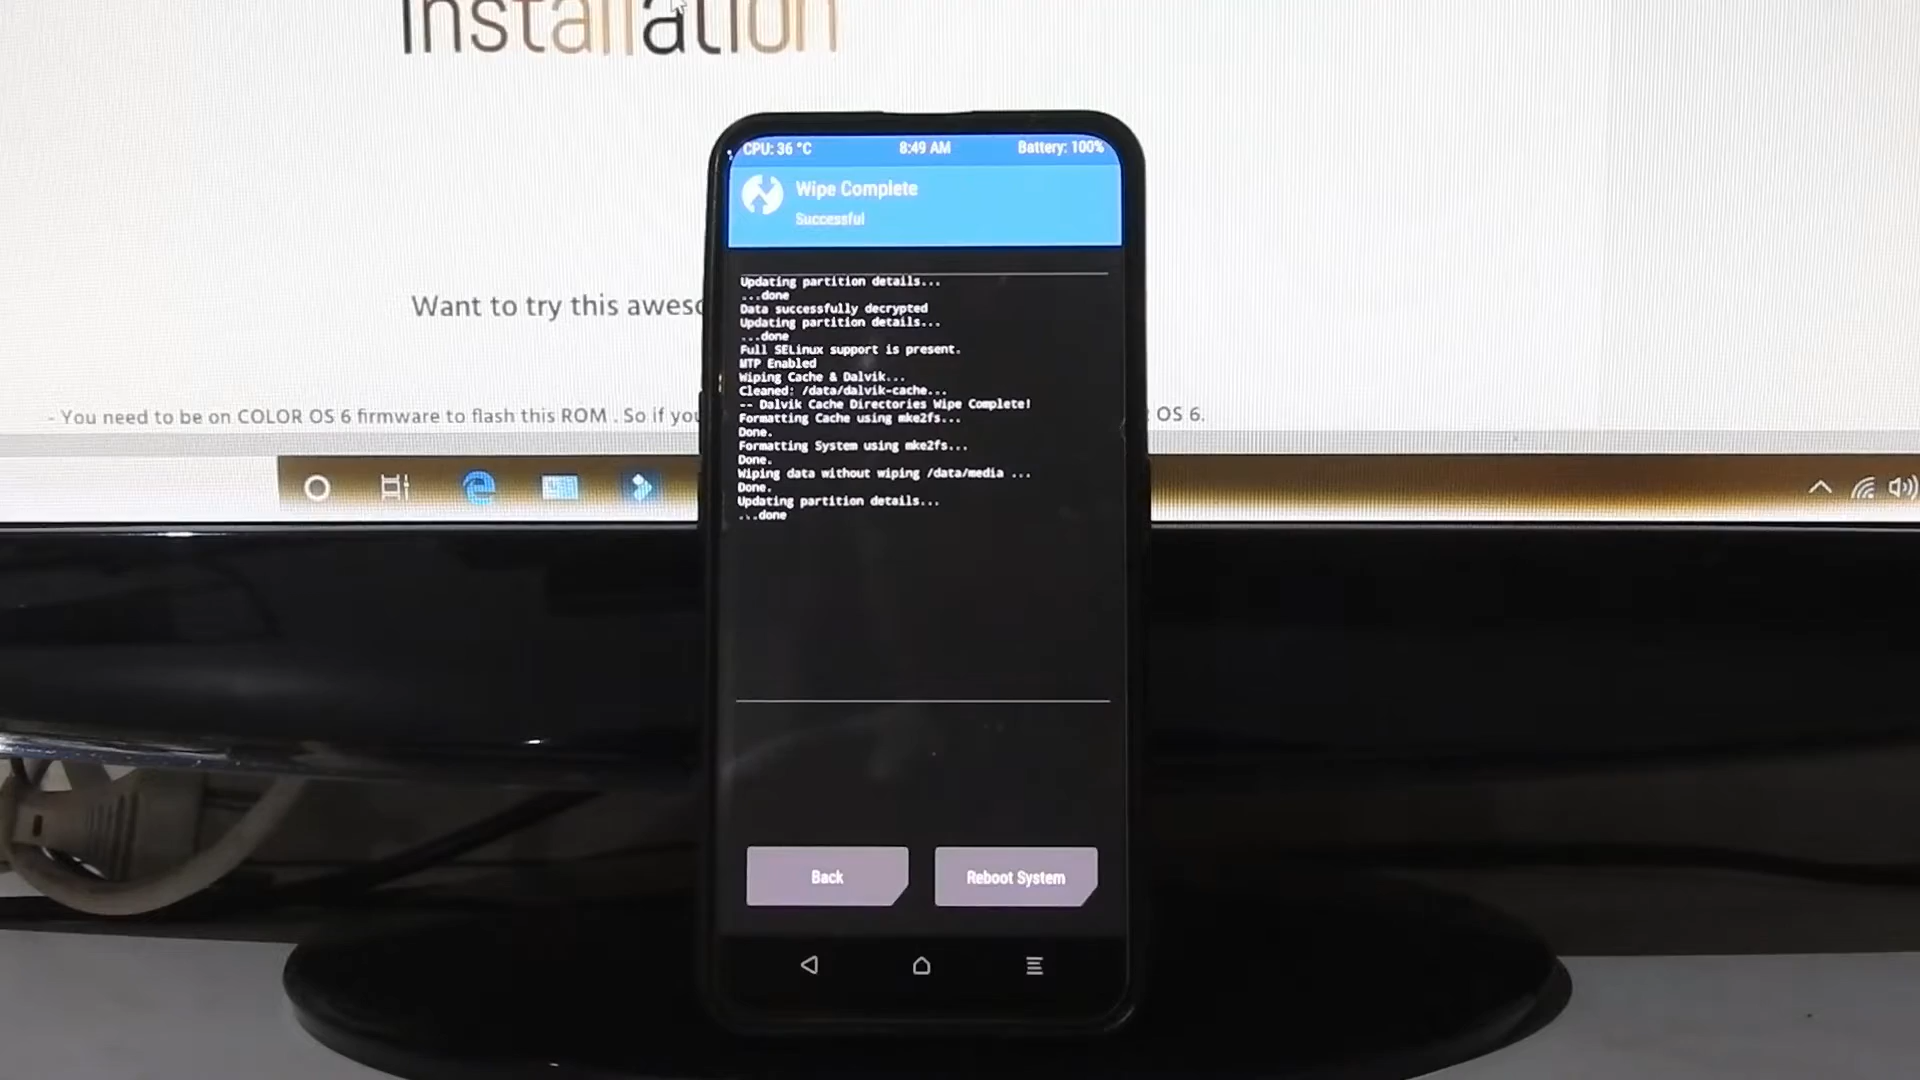 Installation
Want to try this
- You need to be on COLOR OS 6 firmware to flash this ROM . So if you
OS 6.
CPU: 36 °C
8:49 AM
Battery: 100%
Wipe Complete
Successful
Updating partition details...
...done
Data successfully decrypted
Updating partition details...
...done
Full SELinux support is present.
MTP Enabled
Wiping Cache & Dalvik...
Cleaned: /data/dalvik-cache...
-- Dalvik Cache Directories Wipe Complete!
Formatting Cache using mke2fs...
Done.
Formatting System using mke2fs...
Done.
Wiping data without wiping /data/media ...
Done.
Updating partition details...
...done
Back
Reboot System